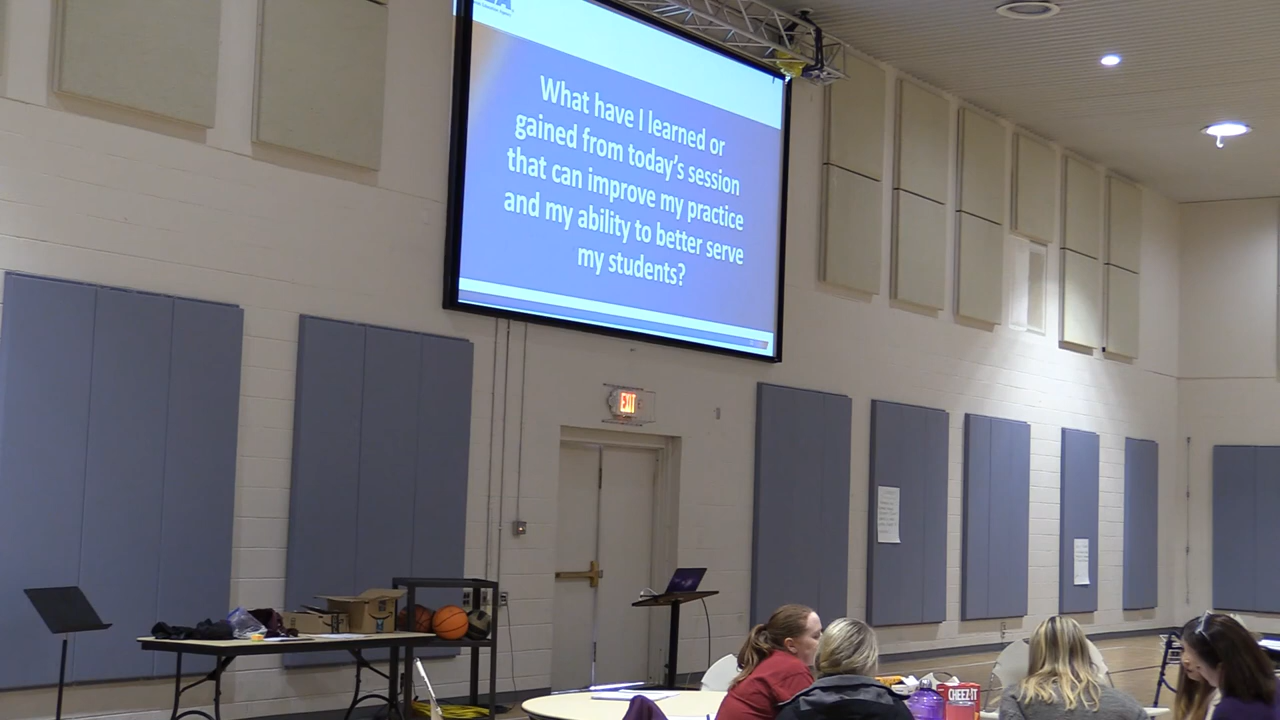 What have I learned or
gained from today's session
that can improve my practice
and my ability to better serve
my students?
EXIT
CHEEZ-IT